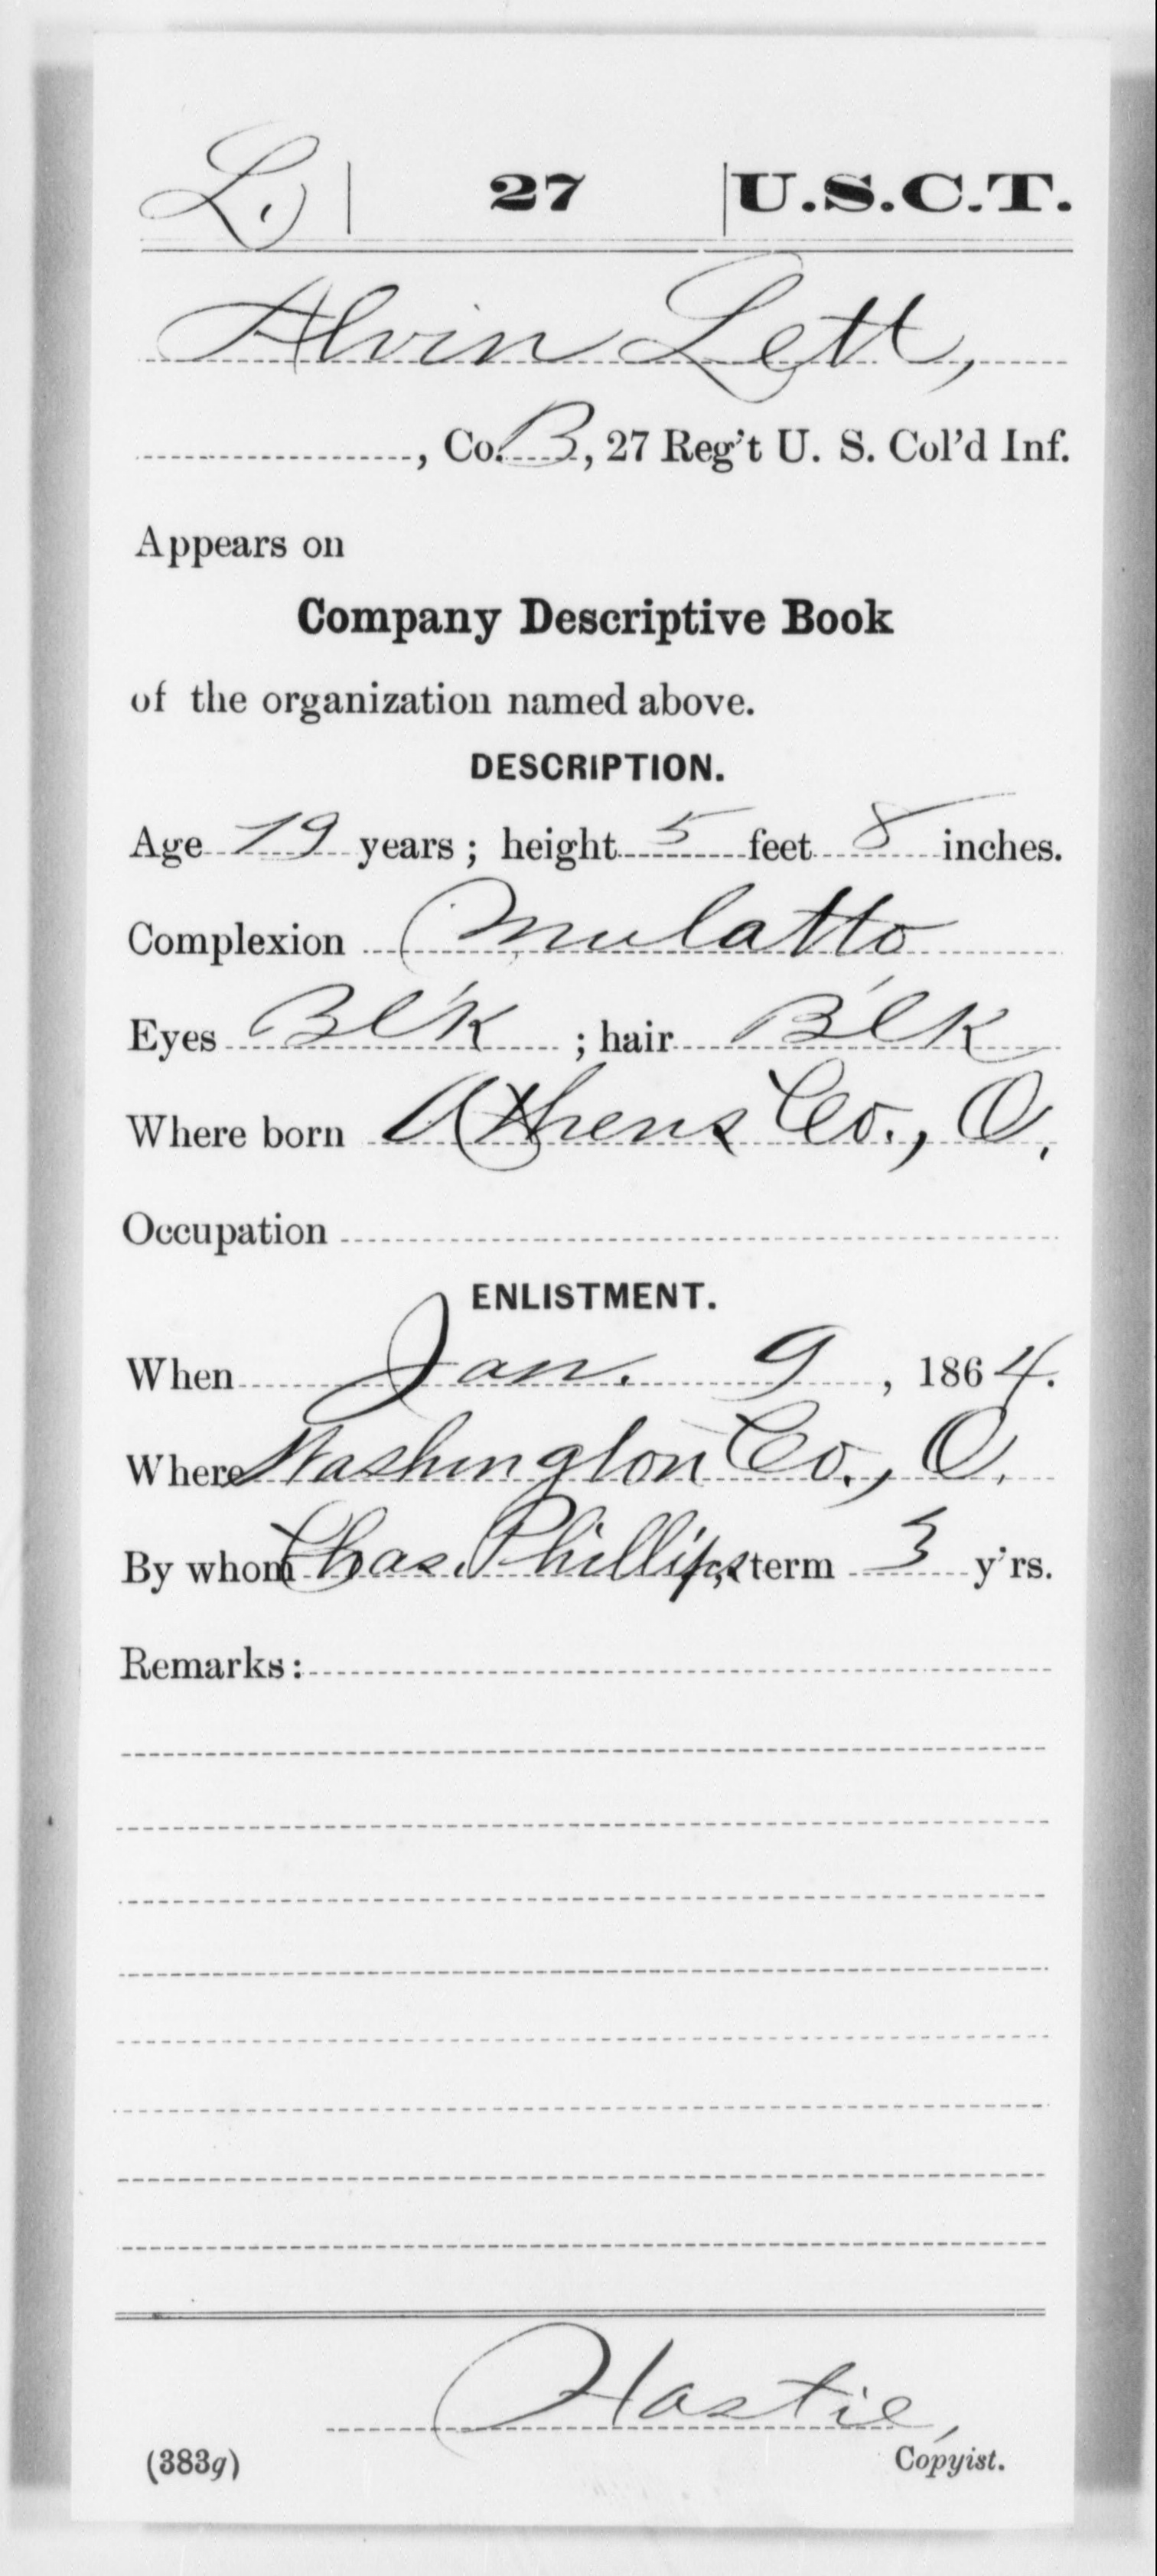 L. | 27 | U.S.C.T.
Alvin Lett,
, Co. B, 27 Reg't U. S. Col'd Inf.
Appears on
Company Descriptive Book
of the organization named above.
DESCRIPTION.
Age 19 years; height 5 feet 8 inches.
Complexion Mulatto
Eyes Bl'k ; hair Bl'k
Where born Athens Co., O.
Occupation
ENLISTMENT.
When Jan. 9, 1864.
Where Washington Co., O.
By whom Chas. Phillips, term 3 y'rs.
Remarks:
Hastie,
(383g) Copyist.